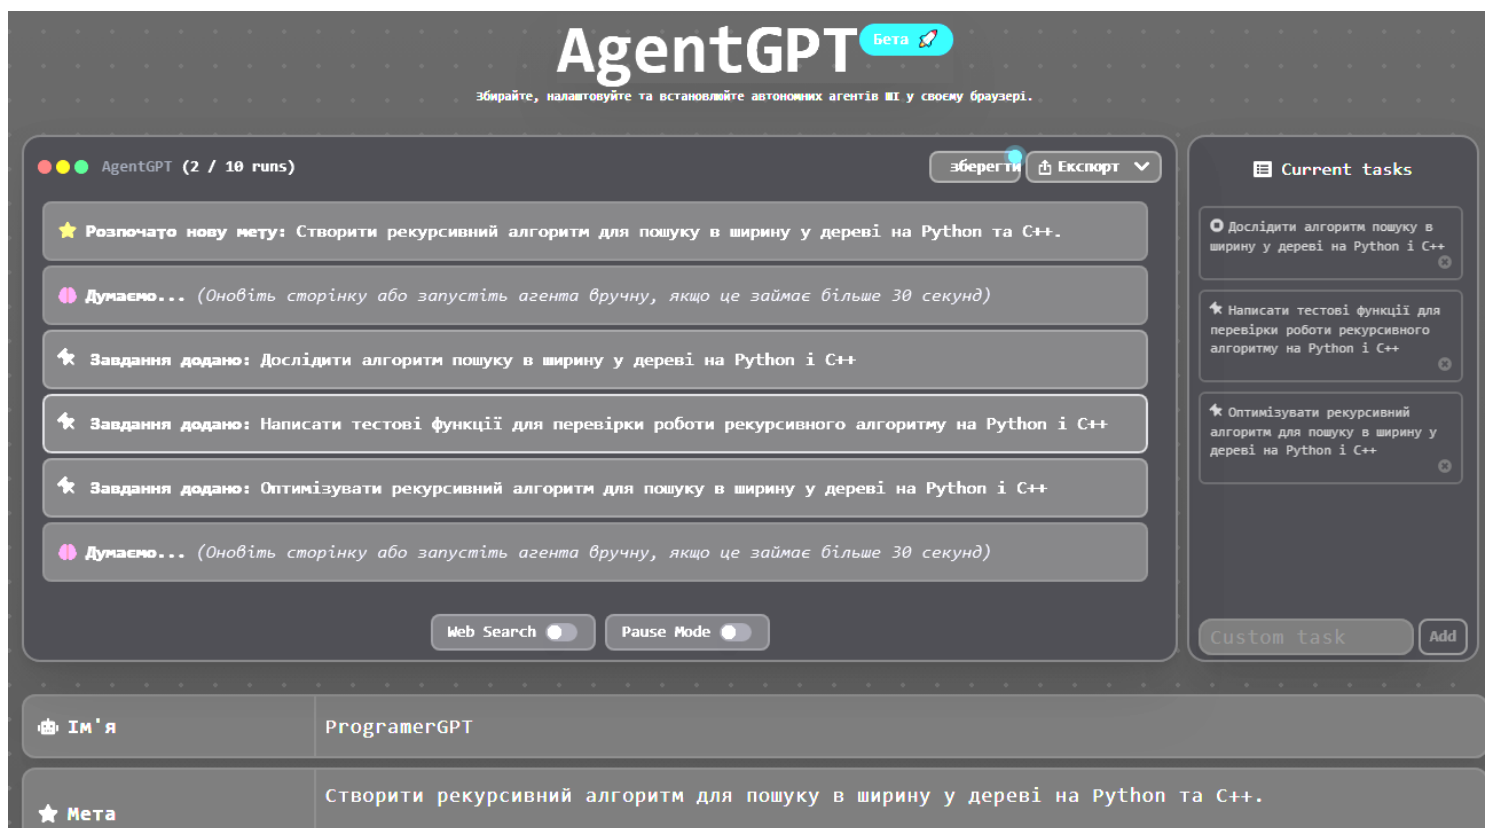 AgentGPT
Бета 🚀
Збирайте, налаштовуйте та встановлюйте автономних агентів ШІ у своєму браузері.
AgentGPT (2 / 10 runs)
зберегти
Експорт
Розпочато нову мету: Створити рекурсивний алгоритм для пошуку в ширину у дереві на Python та C++.
Думаємо... (Оновіть сторінку або запустіть агента вручну, якщо це займає більше 30 секунд)
Завдання додано: Дослідити алгоритм пошуку в ширину у дереві на Python і C++
Завдання додано: Написати тестові функції для перевірки роботи рекурсивного алгоритму на Python і C++
Завдання додано: Оптимізувати рекурсивний алгоритм для пошуку в ширину у дереві на Python і C++
Думаємо... (Оновіть сторінку або запустіть агента вручну, якщо це займає більше 30 секунд)
Web Search
Pause Mode
Current tasks
Дослідити алгоритм пошуку в
ширину у дереві на Python і C++
Написати тестові функції для
перевірки роботи рекурсивного
алгоритму на Python і C++
Оптимізувати рекурсивний
алгоритм для пошуку в ширину у
дереві на Python і C++
Custom task
Add
Ім'я
ProgramerGPT
Мета
Створити рекурсивний алгоритм для пошуку в ширину у дереві на Python та C++.